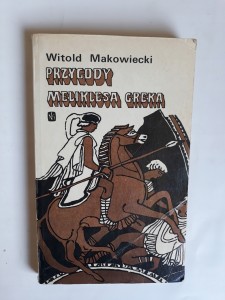 Witold Makowiecki
PRZYGODY
MELIKLESA GREKA